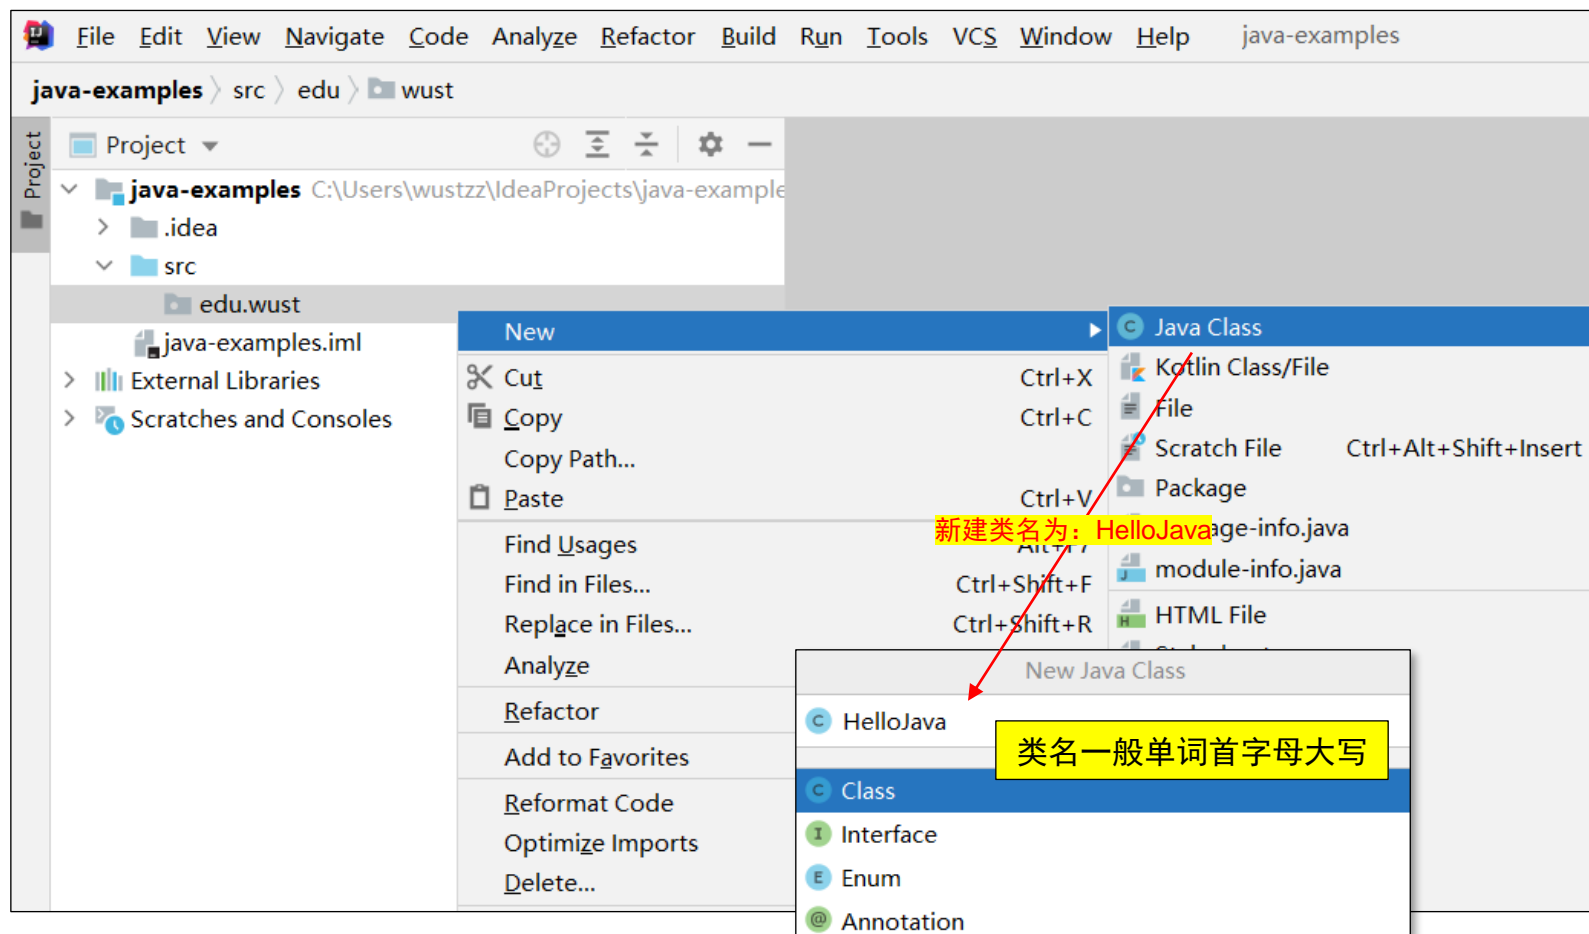 File Edit View Navigate Code Analyze Refactor Build Run Tools VCS Window Help java-examples
java-examples src edu wust
Project
Project
java-examples C:\Users\wustzz\IdeaProjects\java-example
.idea
src
edu.wust
java-examples.iml
External Libraries
Scratches and Consoles
New
Cut Ctrl+X
Copy Ctrl+C
Copy Path...
Paste Ctrl+V
Find Usages
Find in Files... Ctrl+Shift+F
Replace in Files... Ctrl+Shift+R
Analyze
Refactor
Add to Favorites
Reformat Code
Optimize Imports
Delete...
Java Class
Kotlin Class/File
File
Scratch File Ctrl+Alt+Shift+Insert
Package
age-info.java
module-info.java
HTML File
新建类名为：HelloJava
New Java Class
HelloJava
类名一般单词首字母大写
Class
Interface
Enum
Annotation